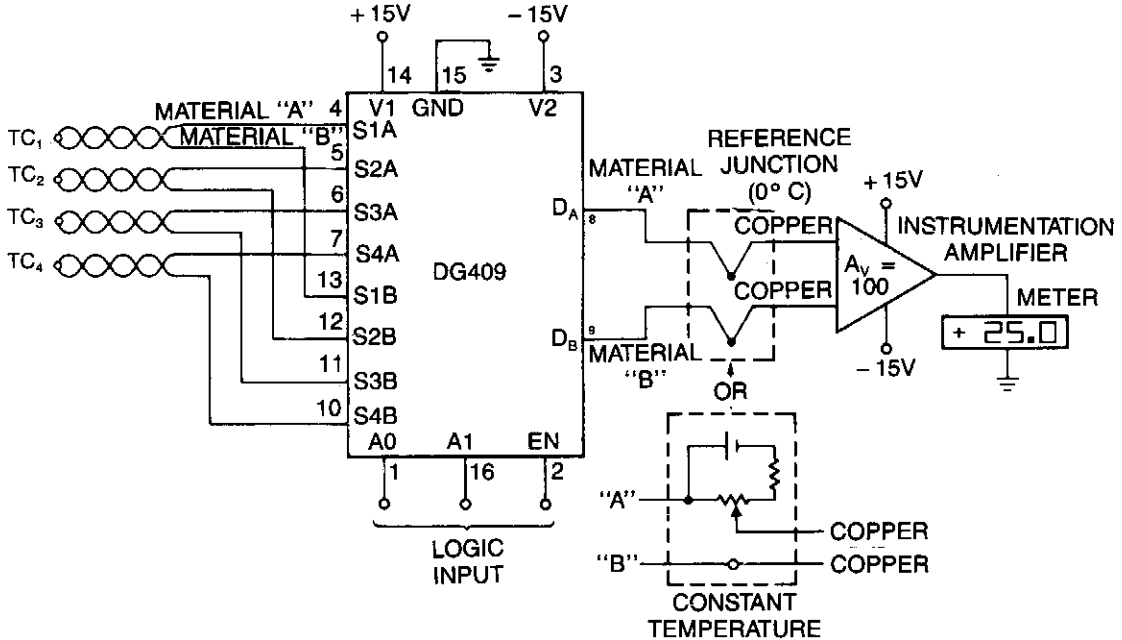 +15V
-15V
14
15
3
V1
GND
V2
MATERIAL "A"
4
S1A
TC1
MATERIAL "B"
5
S2A
TC2
6
S3A
TC3
7
S4A
TC4
13
S1B
12
S2B
11
S3B
10
S4B
DG409
DA
8
DB
9
A0
A1
EN
1
16
2
LOGIC
INPUT
MATERIAL
"A"
MATERIAL
"B"
REFERENCE
JUNCTION
(0° C)
COPPER
COPPER
+15V
AV =
100
-15V
INSTRUMENTATION
AMPLIFIER
METER
+ 25.0
OR
"A"
COPPER
"B"
COPPER
CONSTANT
TEMPERATURE